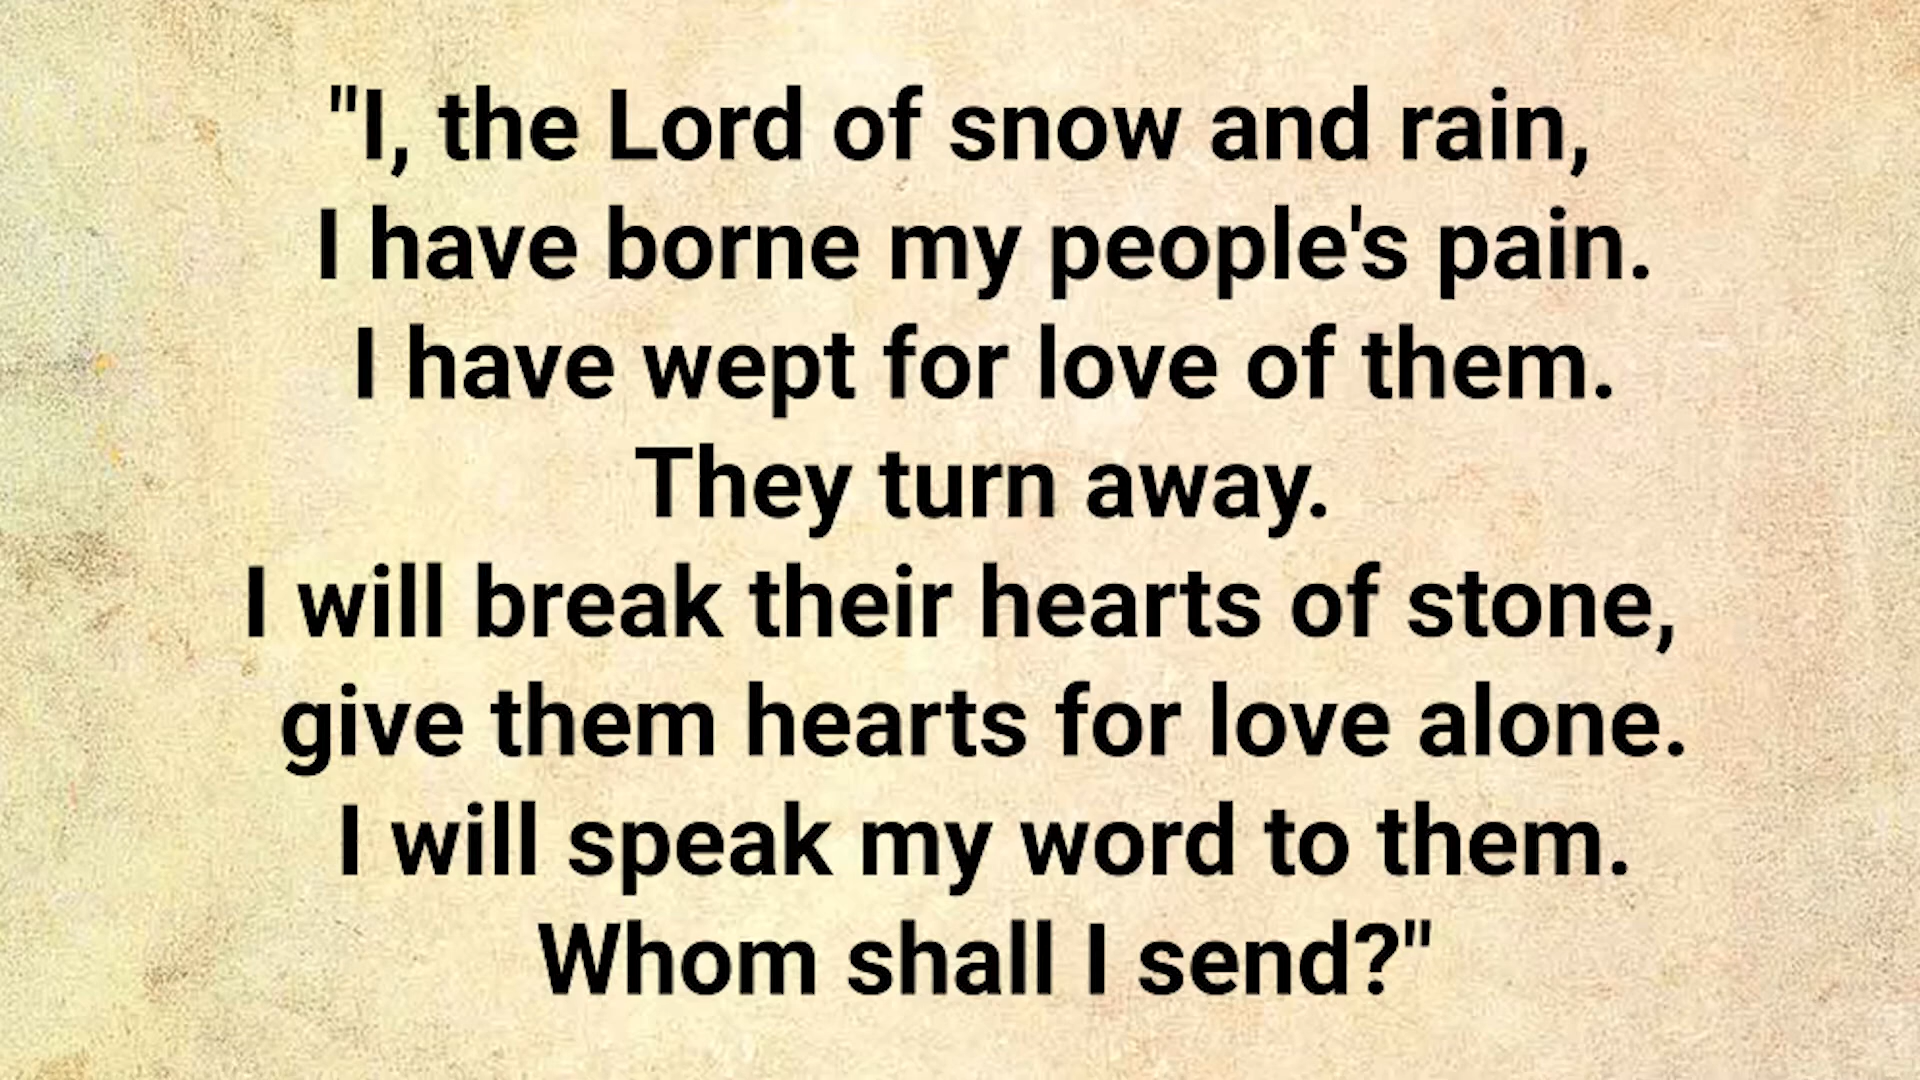 "I, the Lord of snow and rain,
I have borne my people's pain.
I have wept for love of them.
They turn away.
I will break their hearts of stone,
give them hearts for love alone.
I will speak my word to them.
Whom shall I send?"